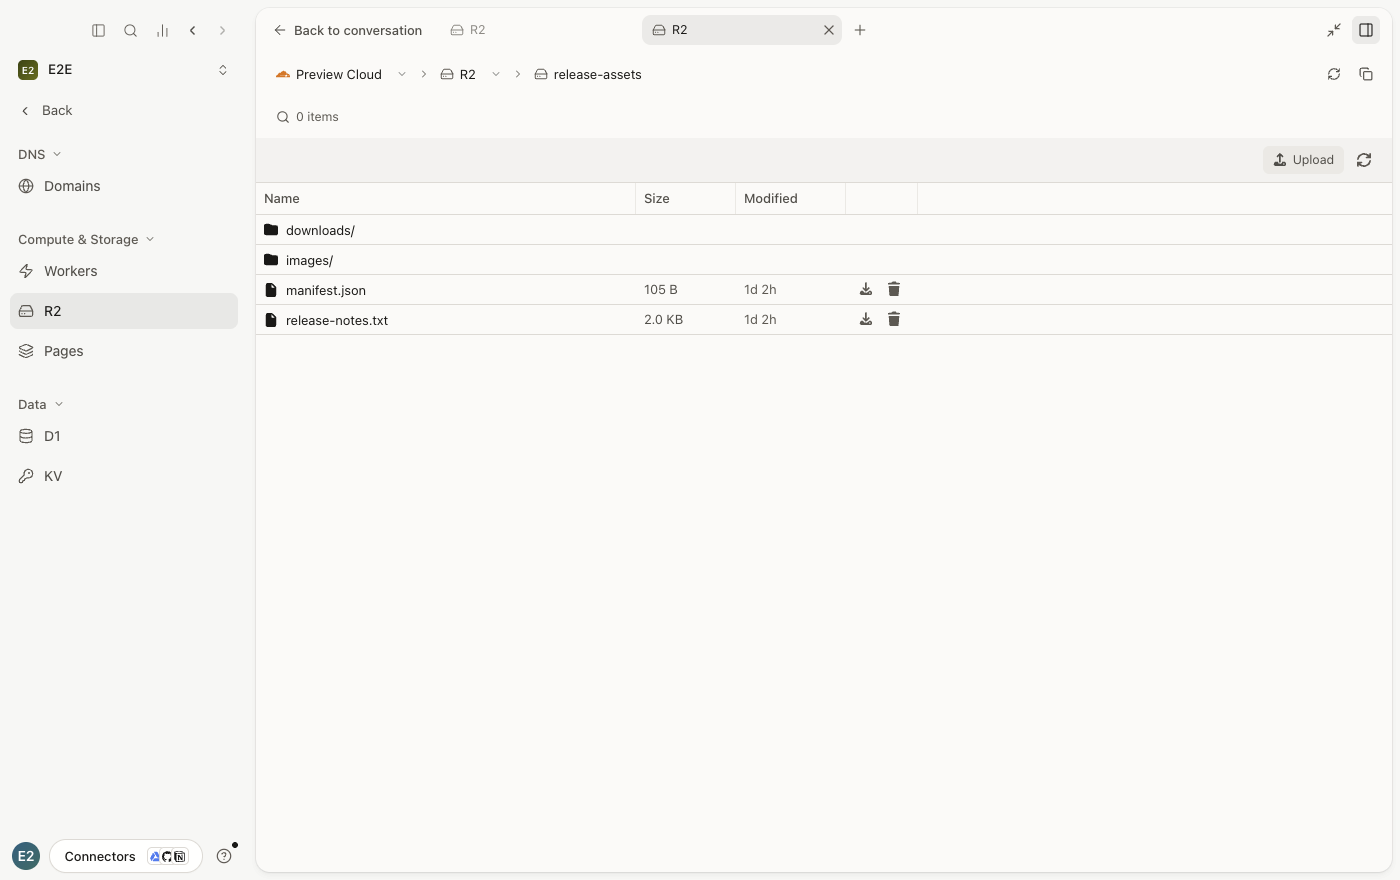 Back to conversation
R2
R2
E2
E2E
Preview Cloud
R2
release-assets
Back
0 items
DNS
Upload
Domains
Name
Size
Modified
downloads/
Compute & Storage
images/
Workers
manifest.json
105 B
1d 2h
R2
release-notes.txt
2.0 KB
1d 2h
Pages
Data
D1
KV
E2
Connectors